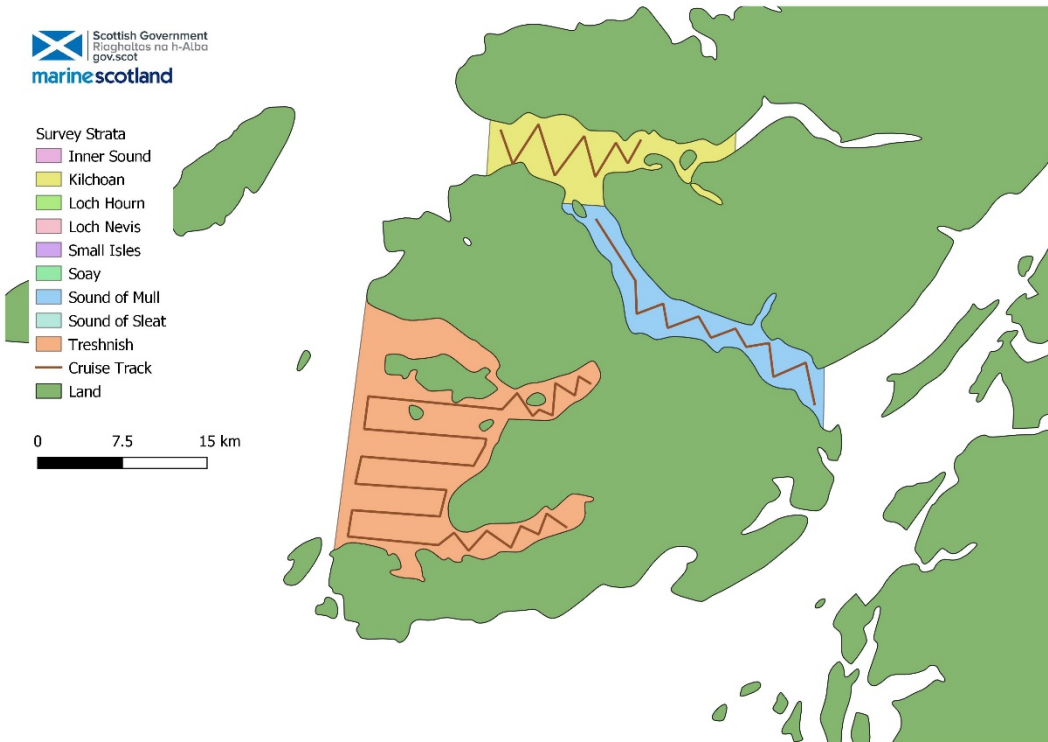 Scottish Government
Riaghaltas na h-Alba
gov.scot
marinescotland
Survey Strata
Inner Sound
Kilchoan
Loch Hourn
Loch Nevis
Small Isles
Soay
Sound of Mull
Sound of Sleat
Treshnish
Cruise Track
Land
0 7.5 15 km